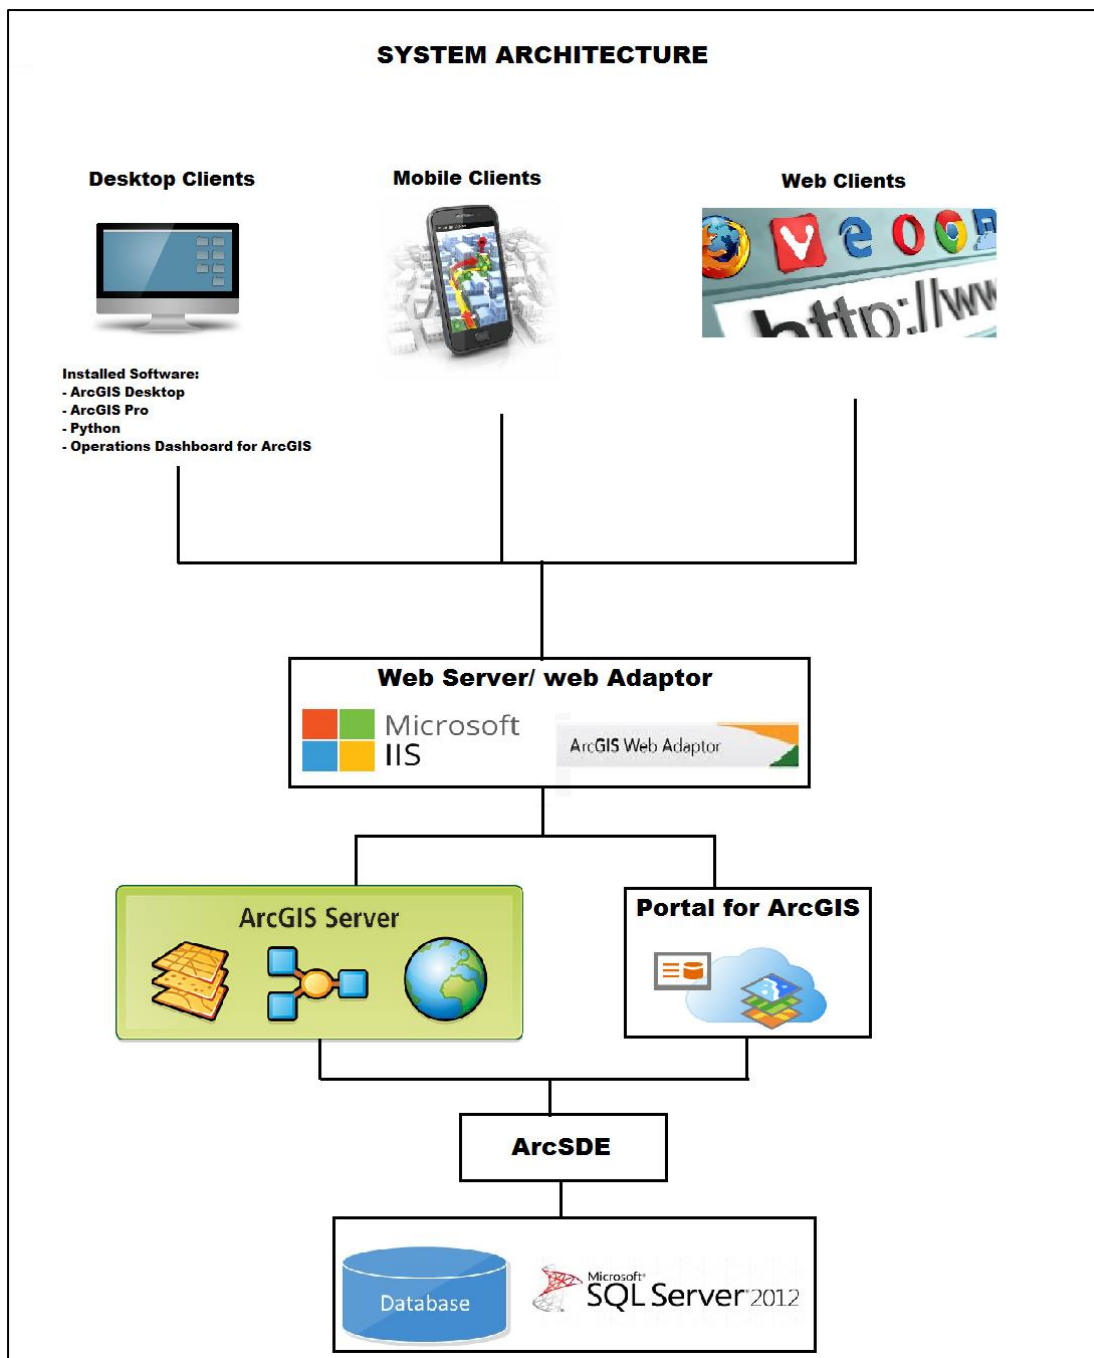 SYSTEM ARCHITECTURE
Desktop Clients
Mobile Clients
Web Clients
http://ww
Installed Software:
- ArcGIS Desktop
- ArcGIS Pro
- Python
- Operations Dashboard for ArcGIS
Web Server/ web Adaptor
Microsoft
IIS
ArcGIS Web Adaptor
ArcGIS Server
Portal for ArcGIS
ArcSDE
Database
Microsoft®
SQL Server® 2012